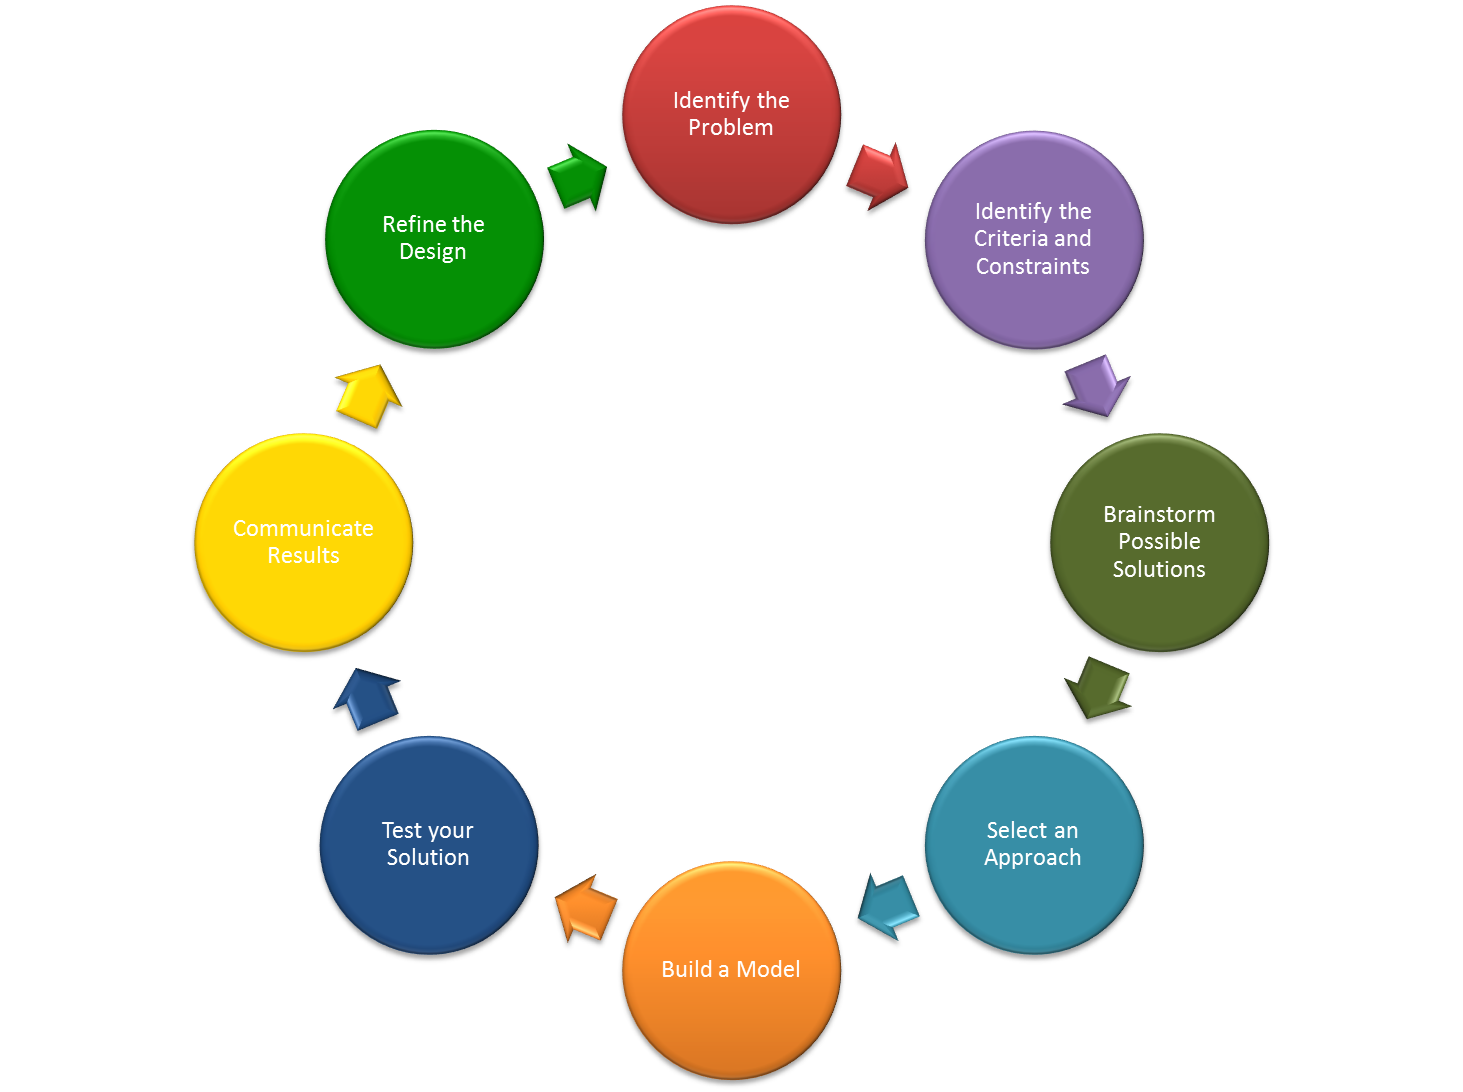 Identify the
Problem
Identify the
Criteria and
Constraints
Brainstorm
Possible
Solutions
Select an
Approach
Build a Model
Test your
Solution
Communicate
Results
Refine the
Design